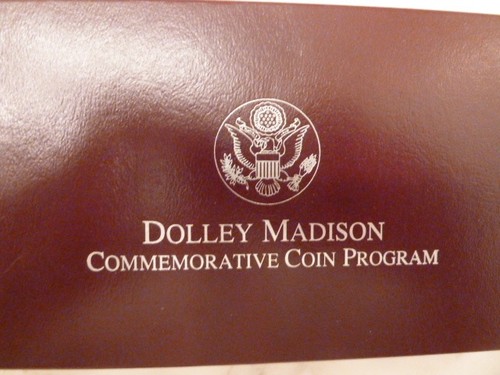 DOLLEY MADISON
COMMEMORATIVE COIN PROGRAM